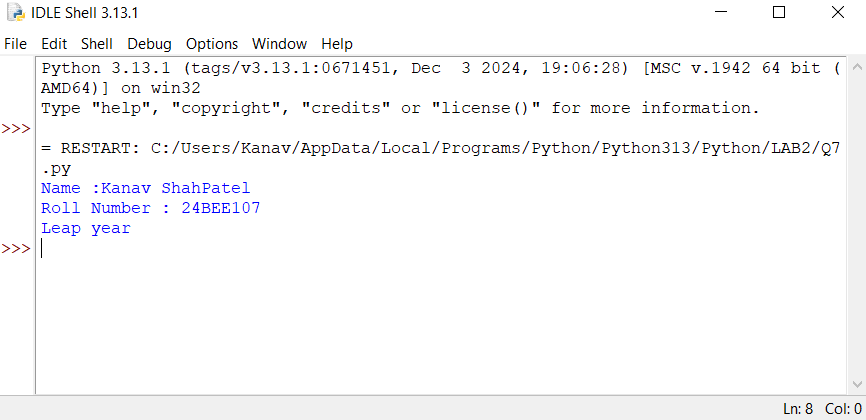 IDLE Shell 3.13.1
File Edit Shell Debug Options Window Help
Python 3.13.1 (tags/v3.13.1:0671451, Dec  3 2024, 19:06:28) [MSC v.1942 64 bit (
AMD64)] on win32
Type "help", "copyright", "credits" or "license()" for more information.
>>>
= RESTART: C:/Users/Kanav/AppData/Local/Programs/Python/Python313/Python/LAB2/Q7
.py
Name :Kanav ShahPatel
Roll Number : 24BEE107
Leap year
>>>
Ln: 8 Col: 0